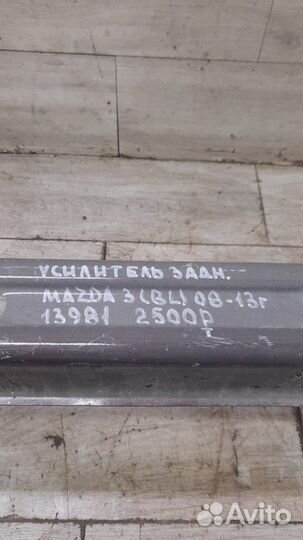 УСИЛИТЕЛЬ ЗАДН.
MAZDA 3 (BL) 08-13г
13981 2500р
Avito